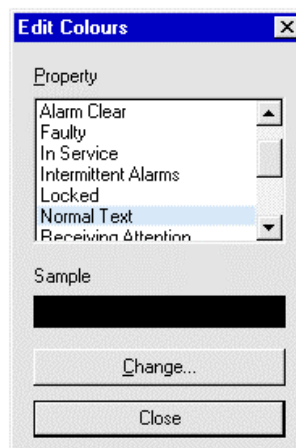 Edit Colours
Property
Alarm Clear
Faulty
In Service
Intermittent Alarms
Locked
Normal Text
Receiving Attention
Sample
Change...
Close